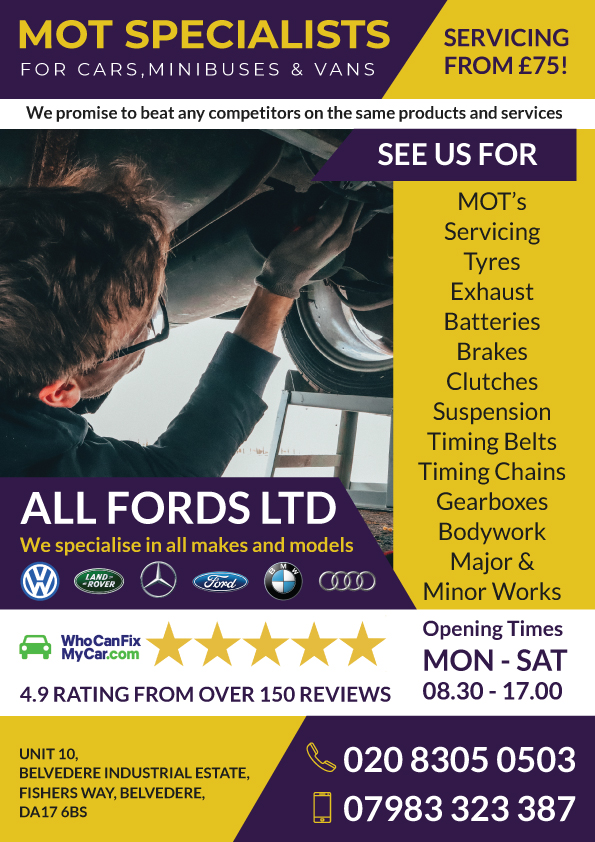 MOT SPECIALISTS
FOR CARS,MINIBUSES & VANS
SERVICING
FROM £75!
We promise to beat any competitors on the same products and services
SEE US FOR
MOT’s
Servicing
Tyres
Exhaust
Batteries
Brakes
Clutches
Suspension
Timing Belts
Timing Chains
Gearboxes
Bodywork
Major &
Minor Works
ALL FORDS LTD
We specialise in all makes and models
LAND-
ROVER
Ford
BMW
WhoCanFix
MyCar.com
4.9 RATING FROM OVER 150 REVIEWS
Opening Times
MON - SAT
08.30 - 17.00
UNIT 10,
BELVEDERE INDUSTRIAL ESTATE,
FISHERS WAY, BELVEDERE,
DA17 6BS
020 8305 0503
07983 323 387